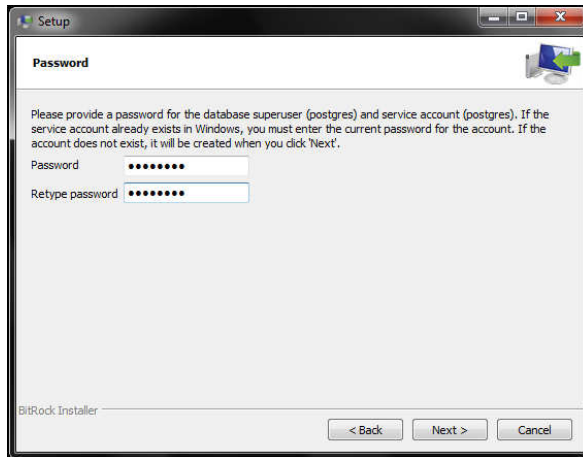 Setup
Password
Please provide a password for the database superuser (postgres) and service account (postgres). If the
service account already exists in Windows, you must enter the current password for the account. If the
account does not exist, it will be created when you click 'Next'.
Password ••••••••
Retype password ••••••••
BitRock Installer
< Back Next > Cancel